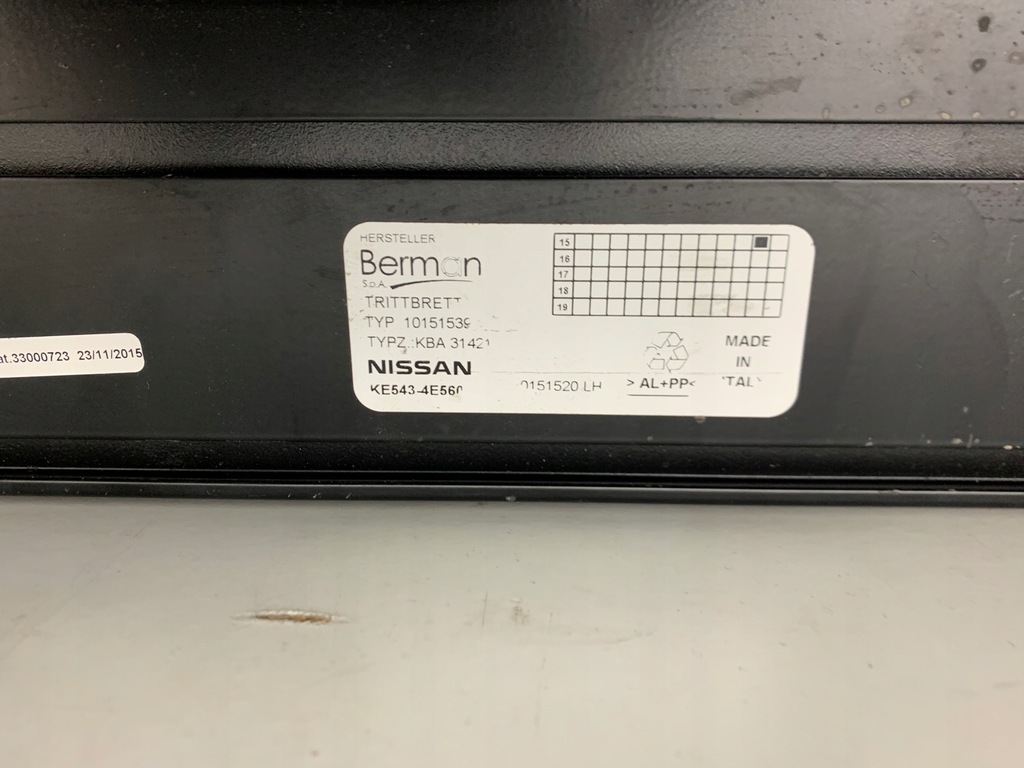 33000723 23/11/2015
HERSTELLER
Berman
S.p.A.
TRITTBRETT
TYP 10151539
TYPZ.:KBA 31421
NISSAN
KE543-4E560
15
16
17
18
19
0151520 LH
>AL+PP<
MADE
IN